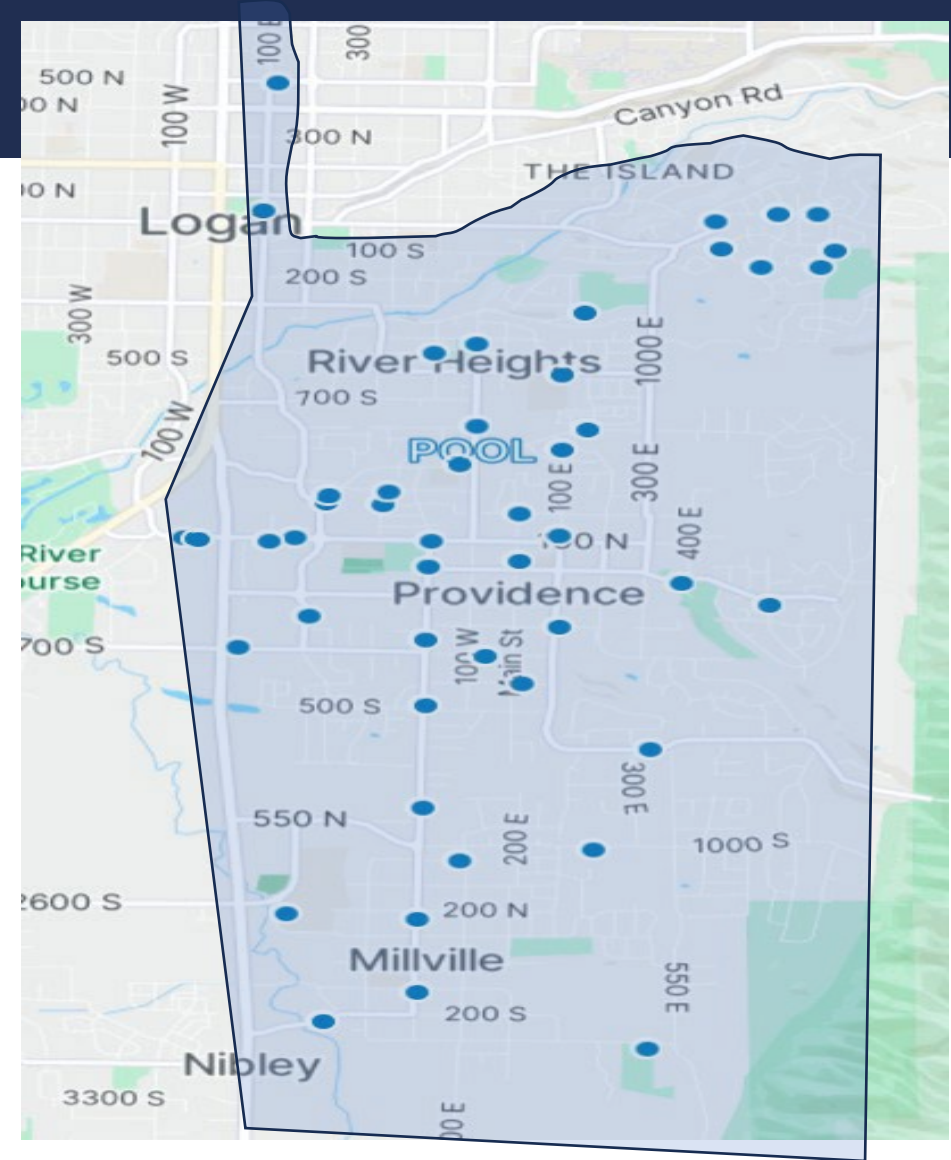 100 E
300
500 N
00 N
100 W
Canyon Rd
300 N
THE ISLAND
00 N
Logan
100 S
200 S
300 W
500 S
River Heights
1000 E
700 S
100 W
POOL
100 E
300 E
400 E
100 N
River
urse
Providence
700 S
100 W
Main St
500 S
300 E
550 N
200 E
1000 S
2600 S
200 N
Millville
550 E
200 S
Nibley
3300 S
00 E